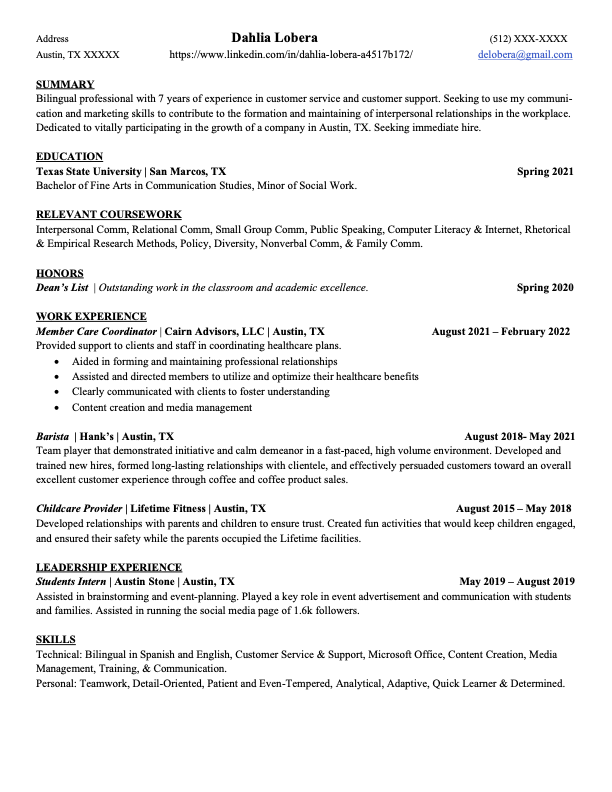 Address Dahlia Lobera (512) XXX-XXXX
Austin, TX XXXXX https://www.linkedin.com/in/dahlia-lobera-a4517b172/ delobera@gmail.com
SUMMARY
Bilingual professional with 7 years of experience in customer service and customer support. Seeking to use my communi-
cation and marketing skills to contribute to the formation and maintaining of interpersonal relationships in the workplace.
Dedicated to vitally participating in the growth of a company in Austin, TX. Seeking immediate hire.
EDUCATION
Texas State University | San Marcos, TX Spring 2021
Bachelor of Fine Arts in Communication Studies, Minor of Social Work.
RELEVANT COURSEWORK
Interpersonal Comm, Relational Comm, Small Group Comm, Public Speaking, Computer Literacy & Internet, Rhetorical
& Empirical Research Methods, Policy, Diversity, Nonverbal Comm, & Family Comm.
HONORS
Dean's List | Outstanding work in the classroom and academic excellence. Spring 2020
WORK EXPERIENCE
Member Care Coordinator | Cairn Advisors, LLC | Austin, TX August 2021 – February 2022
Provided support to clients and staff in coordinating healthcare plans.
• Aided in forming and maintaining professional relationships
• Assisted and directed members to utilize and optimize their healthcare benefits
• Clearly communicated with clients to foster understanding
• Content creation and media management
Barista | Hank's | Austin, TX August 2018- May 2021
Team player that demonstrated initiative and calm demeanor in a fast-paced, high volume environment. Developed and
trained new hires, formed long-lasting relationships with clientele, and effectively persuaded customers toward an overall
excellent customer experience through coffee and coffee product sales.
Childcare Provider | Lifetime Fitness | Austin, TX August 2015 – May 2018
Developed relationships with parents and children to ensure trust. Created fun activities that would keep children engaged,
and ensured their safety while the parents occupied the Lifetime facilities.
LEADERSHIP EXPERIENCE
Students Intern | Austin Stone | Austin, TX May 2019 – August 2019
Assisted in brainstorming and event-planning. Played a key role in event advertisement and communication with students
and families. Assisted in running the social media page of 1.6k followers.
SKILLS
Technical: Bilingual in Spanish and English, Customer Service & Support, Microsoft Office, Content Creation, Media
Management, Training, & Communication.
Personal: Teamwork, Detail-Oriented, Patient and Even-Tempered, Analytical, Adaptive, Quick Learner & Determined.